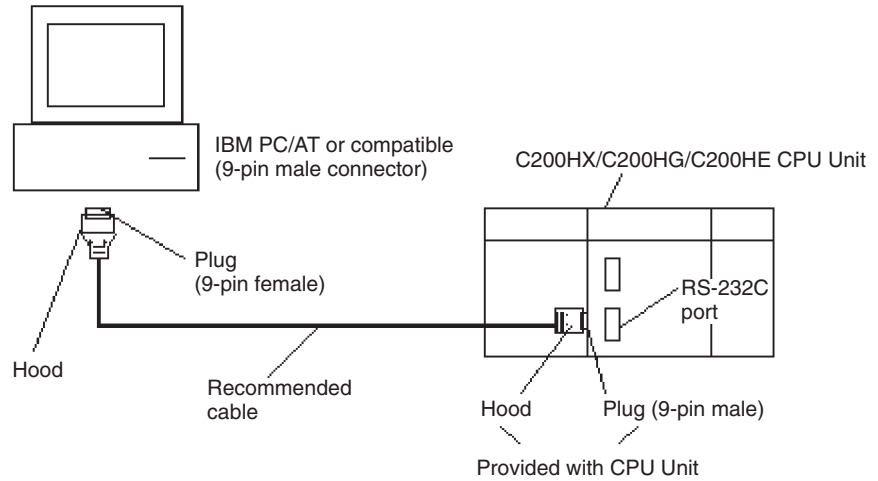 IBM PC/AT or compatible
(9-pin male connector)
C200HX/C200HG/C200HE CPU Unit
Plug
(9-pin female)
RS-232C
port
Hood
Recommended
cable
Hood
Plug (9-pin male)
Provided with CPU Unit